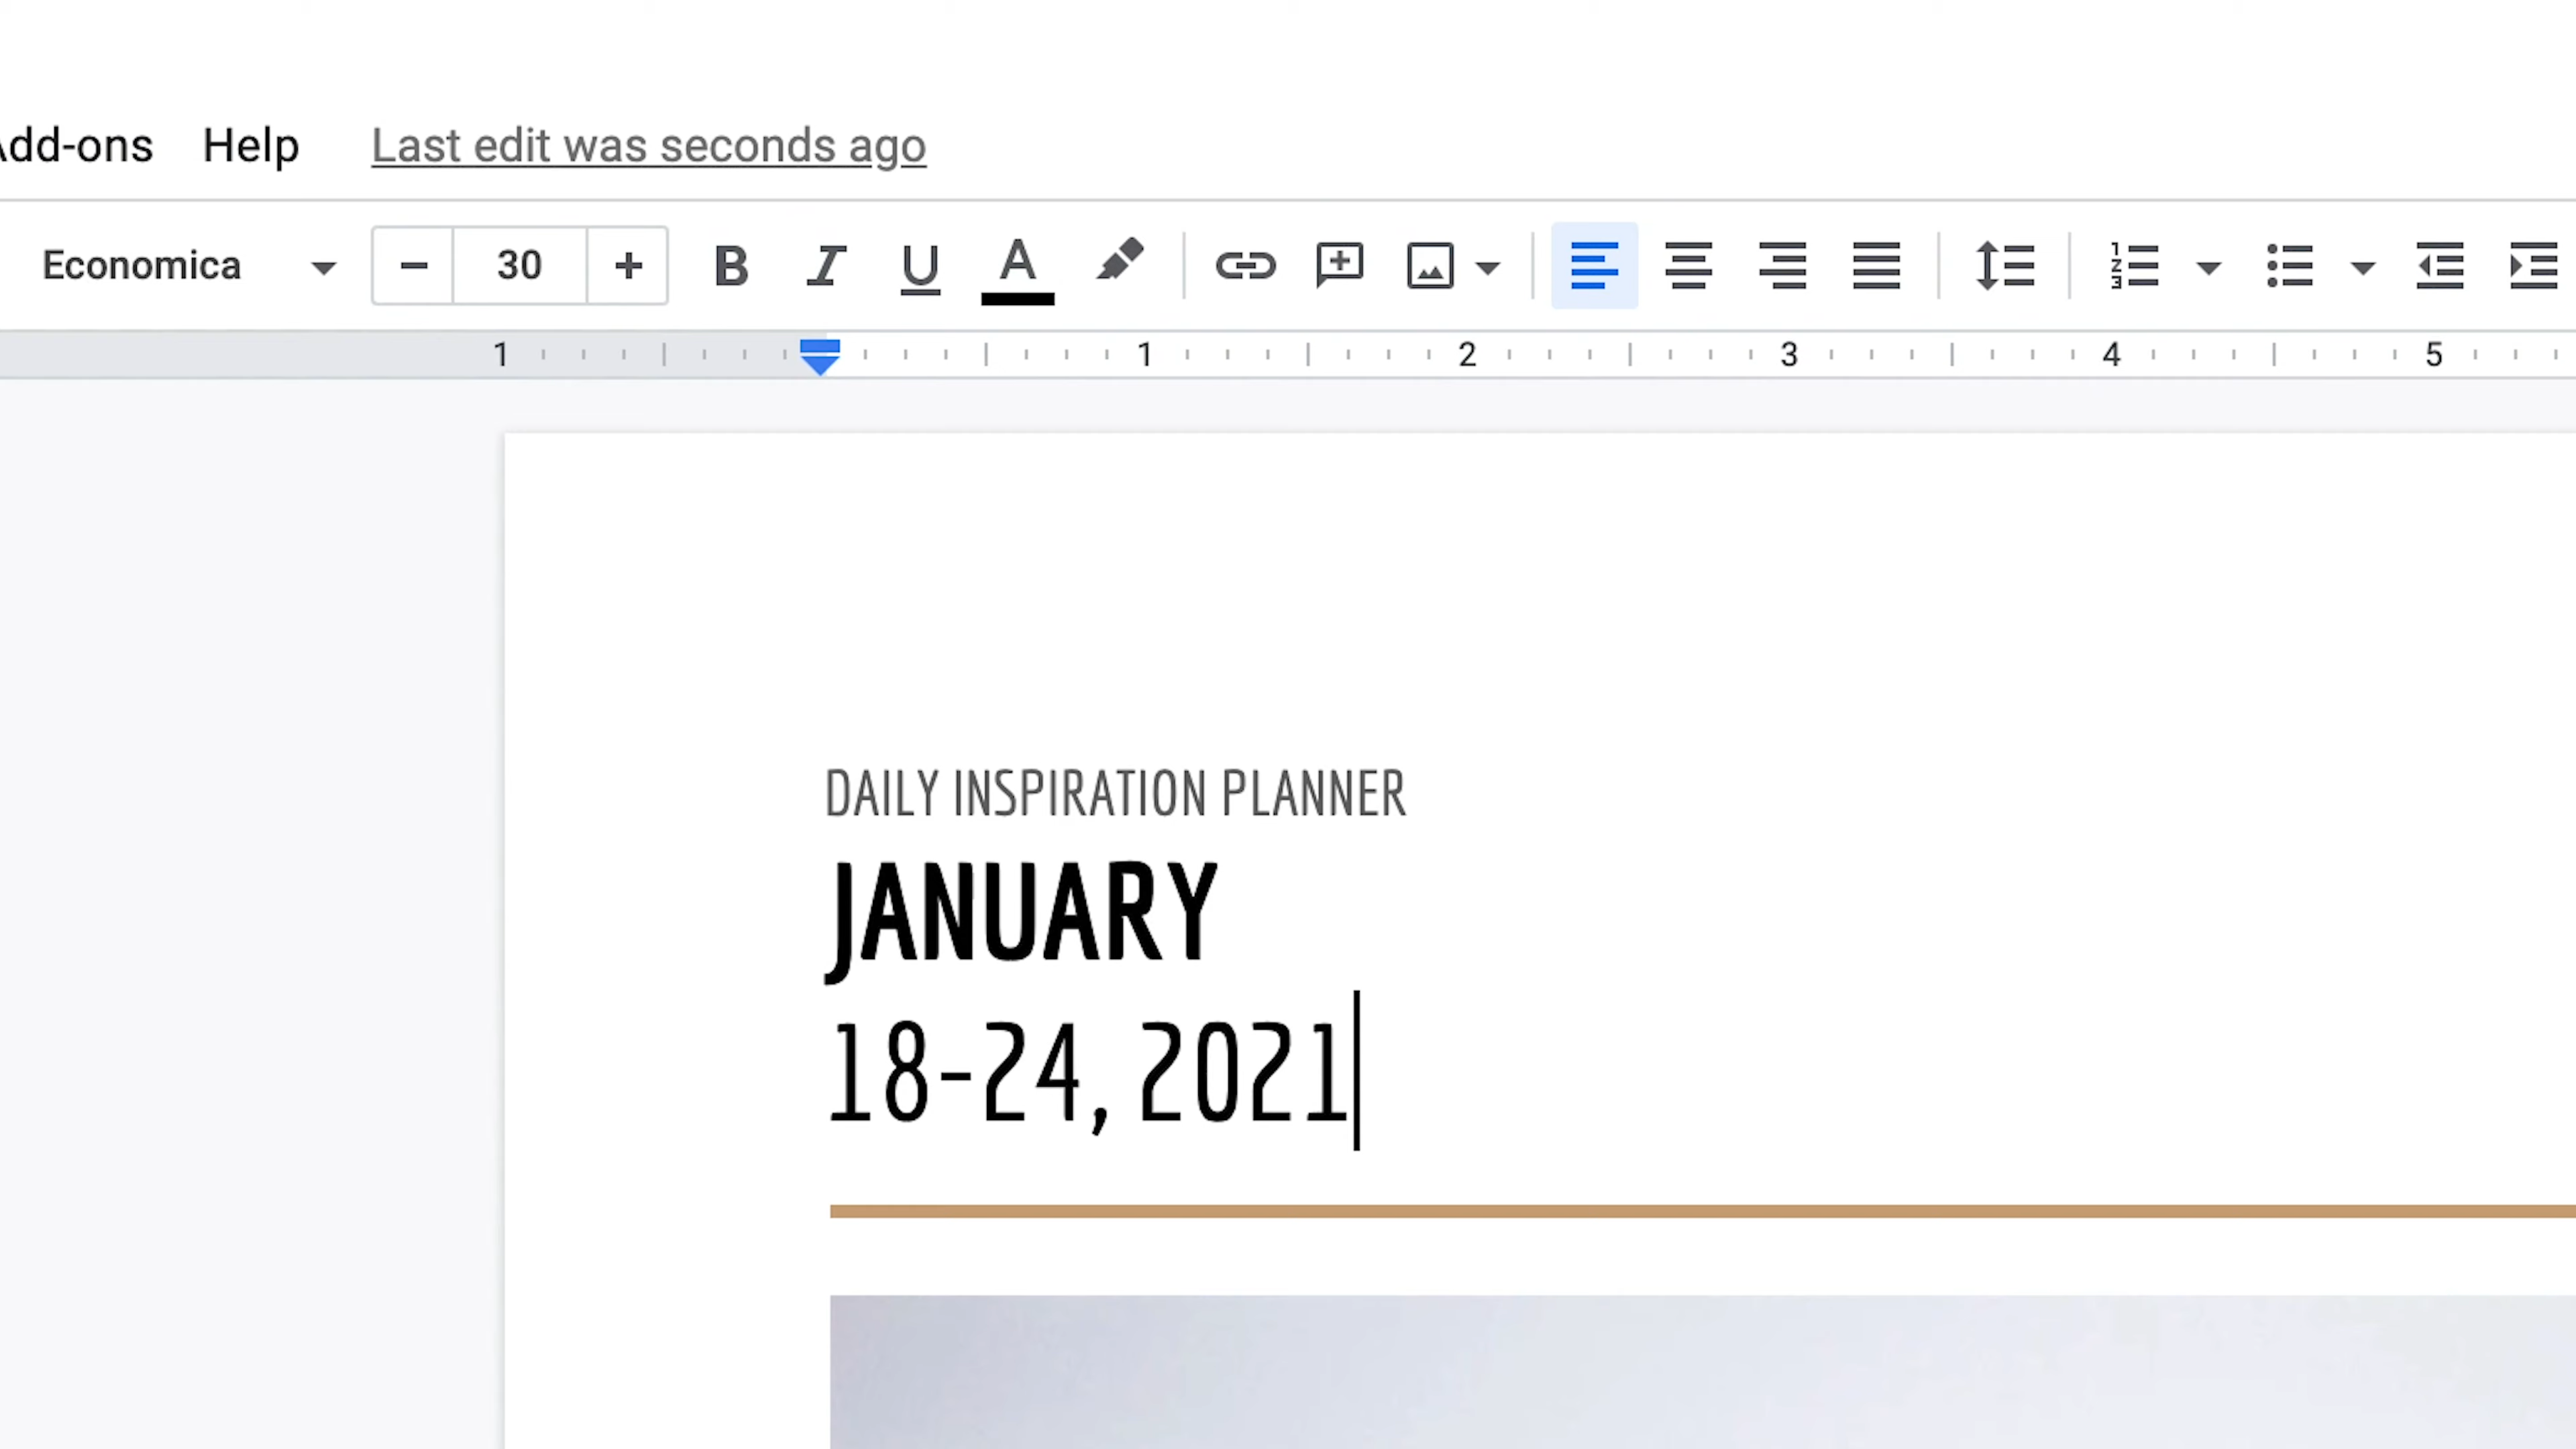 Add-ons Help Last edit was seconds ago
Economica 30
1 1 2 3 4 5
DAILY INSPIRATION PLANNER
JANUARY
18-24, 2021